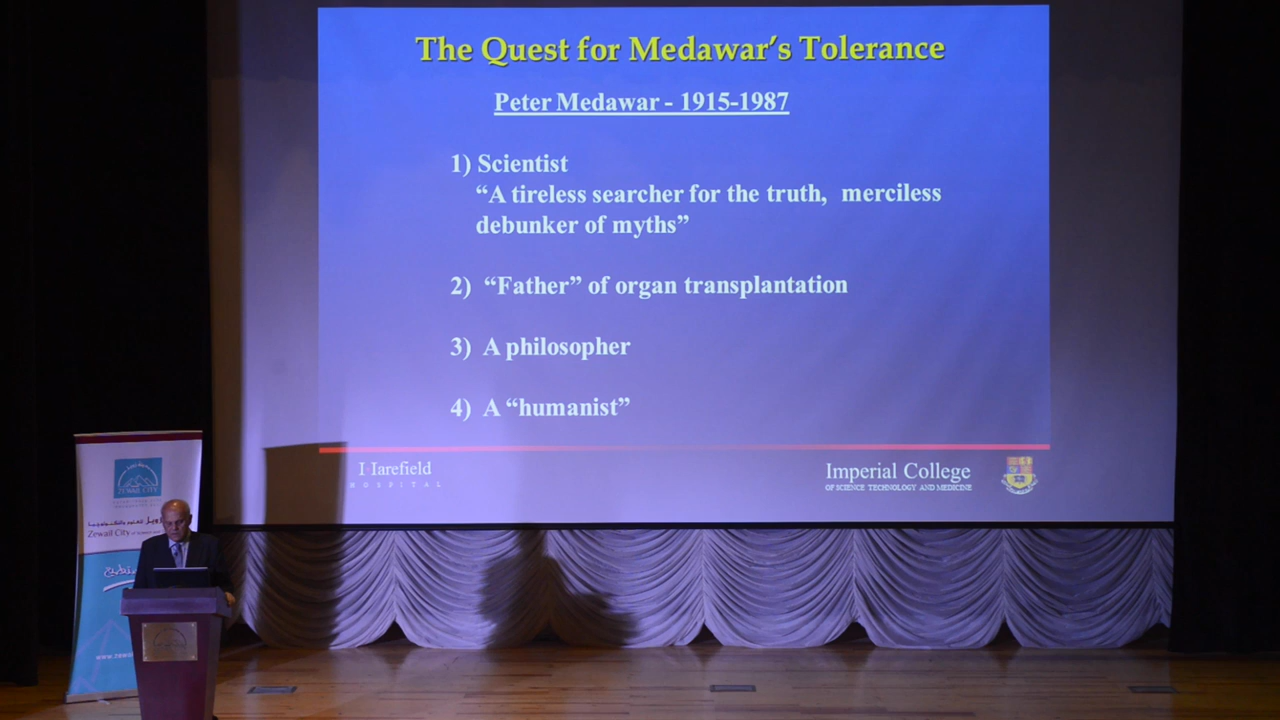 The Quest for Medawar’s Tolerance
Peter Medawar - 1915-1987
1) Scientist
“A tireless searcher for the truth, merciless
debunker of myths”
2) “Father” of organ transplantation
3) A philosopher
4) A “humanist”
Harefield
HOSPITAL
Imperial College
OF SCIENCE TECHNOLOGY AND MEDICINE
ZEWAIL CITY
Zewail City